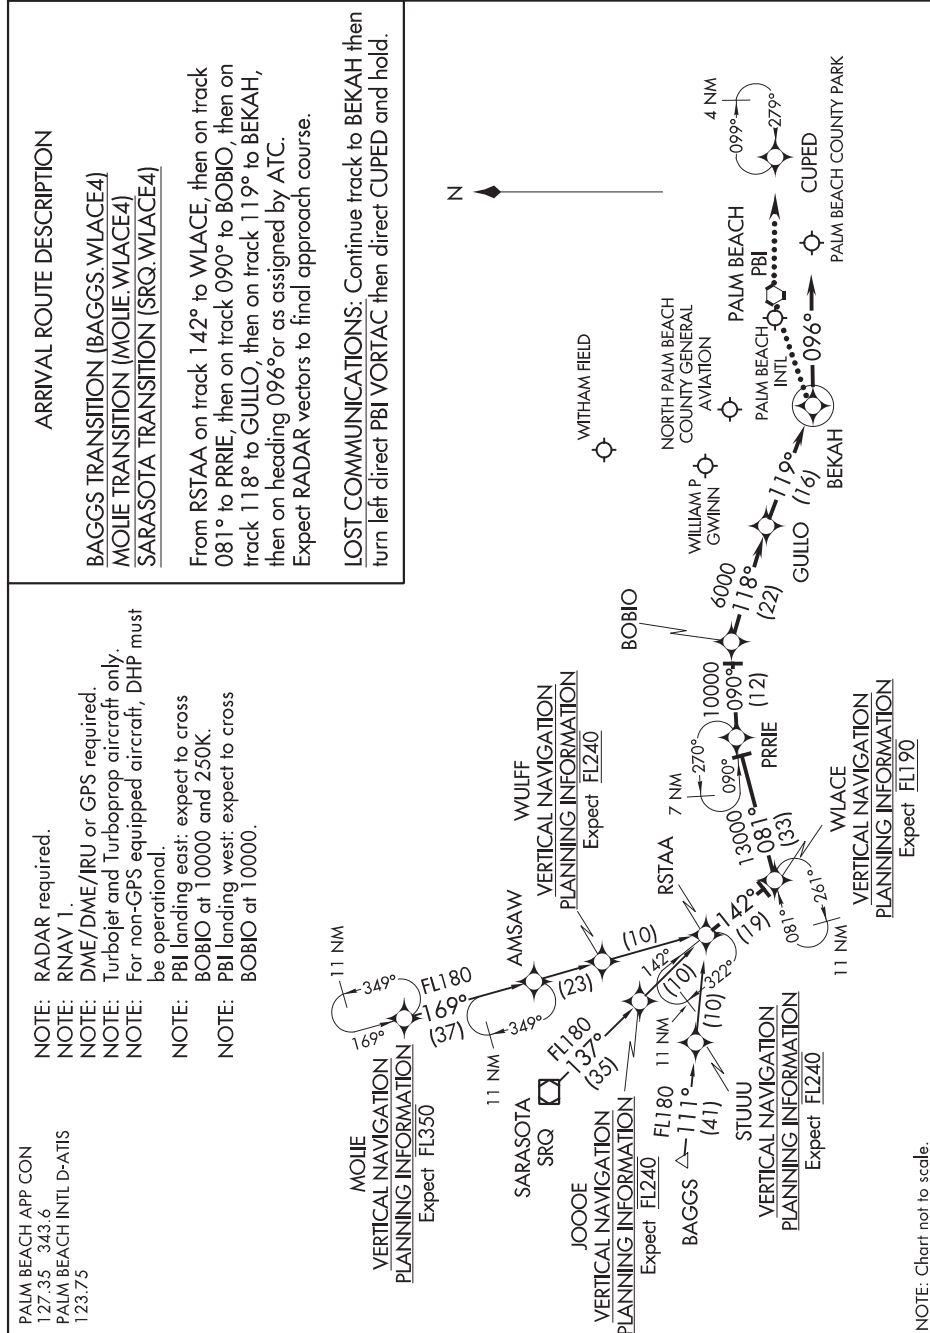 PALM BEACH APP CON
127.35 343.6
PALM BEACH INTL D-ATIS
123.75
NOTE: RADAR required.
NOTE: RNAV 1.
NOTE: DME/DME/IRU or GPS required.
NOTE: Turbojet and Turboprop aircraft only.
NOTE: For non-GPS equipped aircraft, DHP must
be operational.
NOTE: PBI landing east: expect to cross
BOBIO at 10000 and 250K.
NOTE: PBI landing west: expect to cross
BOBIO at 10000.
ARRIVAL ROUTE DESCRIPTION
BAGGS TRANSITION (BAGGS.WLACE4)
MOLIE TRANSITION (MOLIE.WLACE4)
SARASOTA TRANSITION (SRQ.WLACE4)
From RSTAA on track 142° to WLACE, then on track
081° to PRRIE, then on track 090° to BOBIO, then on
track 118° to GULLO, then on track 119° to BEKAH,
then on heading 096°or as assigned by ATC.
Expect RADAR vectors to final approach course.
LOST COMMUNICATIONS: Continue track to BEKAH then
turn left direct PBI VORTAC then direct CUPED and hold.
MOLIE
VERTICAL NAVIGATION
PLANNING INFORMATION
Expect FL350
11 NM
349°
169°
FL180
169°
(37)
AMSAW
11 NM
349°
(23)
WULFF
VERTICAL NAVIGATION
PLANNING INFORMATION
Expect FL240
(10)
SARASOTA
SRQ
FL180
137°
(35)
JOOOE
VERTICAL NAVIGATION
PLANNING INFORMATION
Expect FL240
142°
(10)
322°
11 NM
BAGGS
FL180
111°
(41)
STUUU
VERTICAL NAVIGATION
PLANNING INFORMATION
Expect FL240
(10)
RSTAA
142°
(19)
WLACE
VERTICAL NAVIGATION
PLANNING INFORMATION
Expect FL190
081°
261°
11 NM
13000
081°
(33)
PRRIE
7 NM
270°
090°
10000
090°
(12)
BOBIO
6000
118°
(22)
GULLO
119°
(16)
BEKAH
096°
WITHAM FIELD
WILLIAM P
GWINN
NORTH PALM BEACH
COUNTY GENERAL
AVIATION
PALM BEACH
INTL
PALM BEACH
PBI
PALM BEACH COUNTY PARK
CUPED
4 NM
099°
279°
N
NOTE: Chart not to scale.